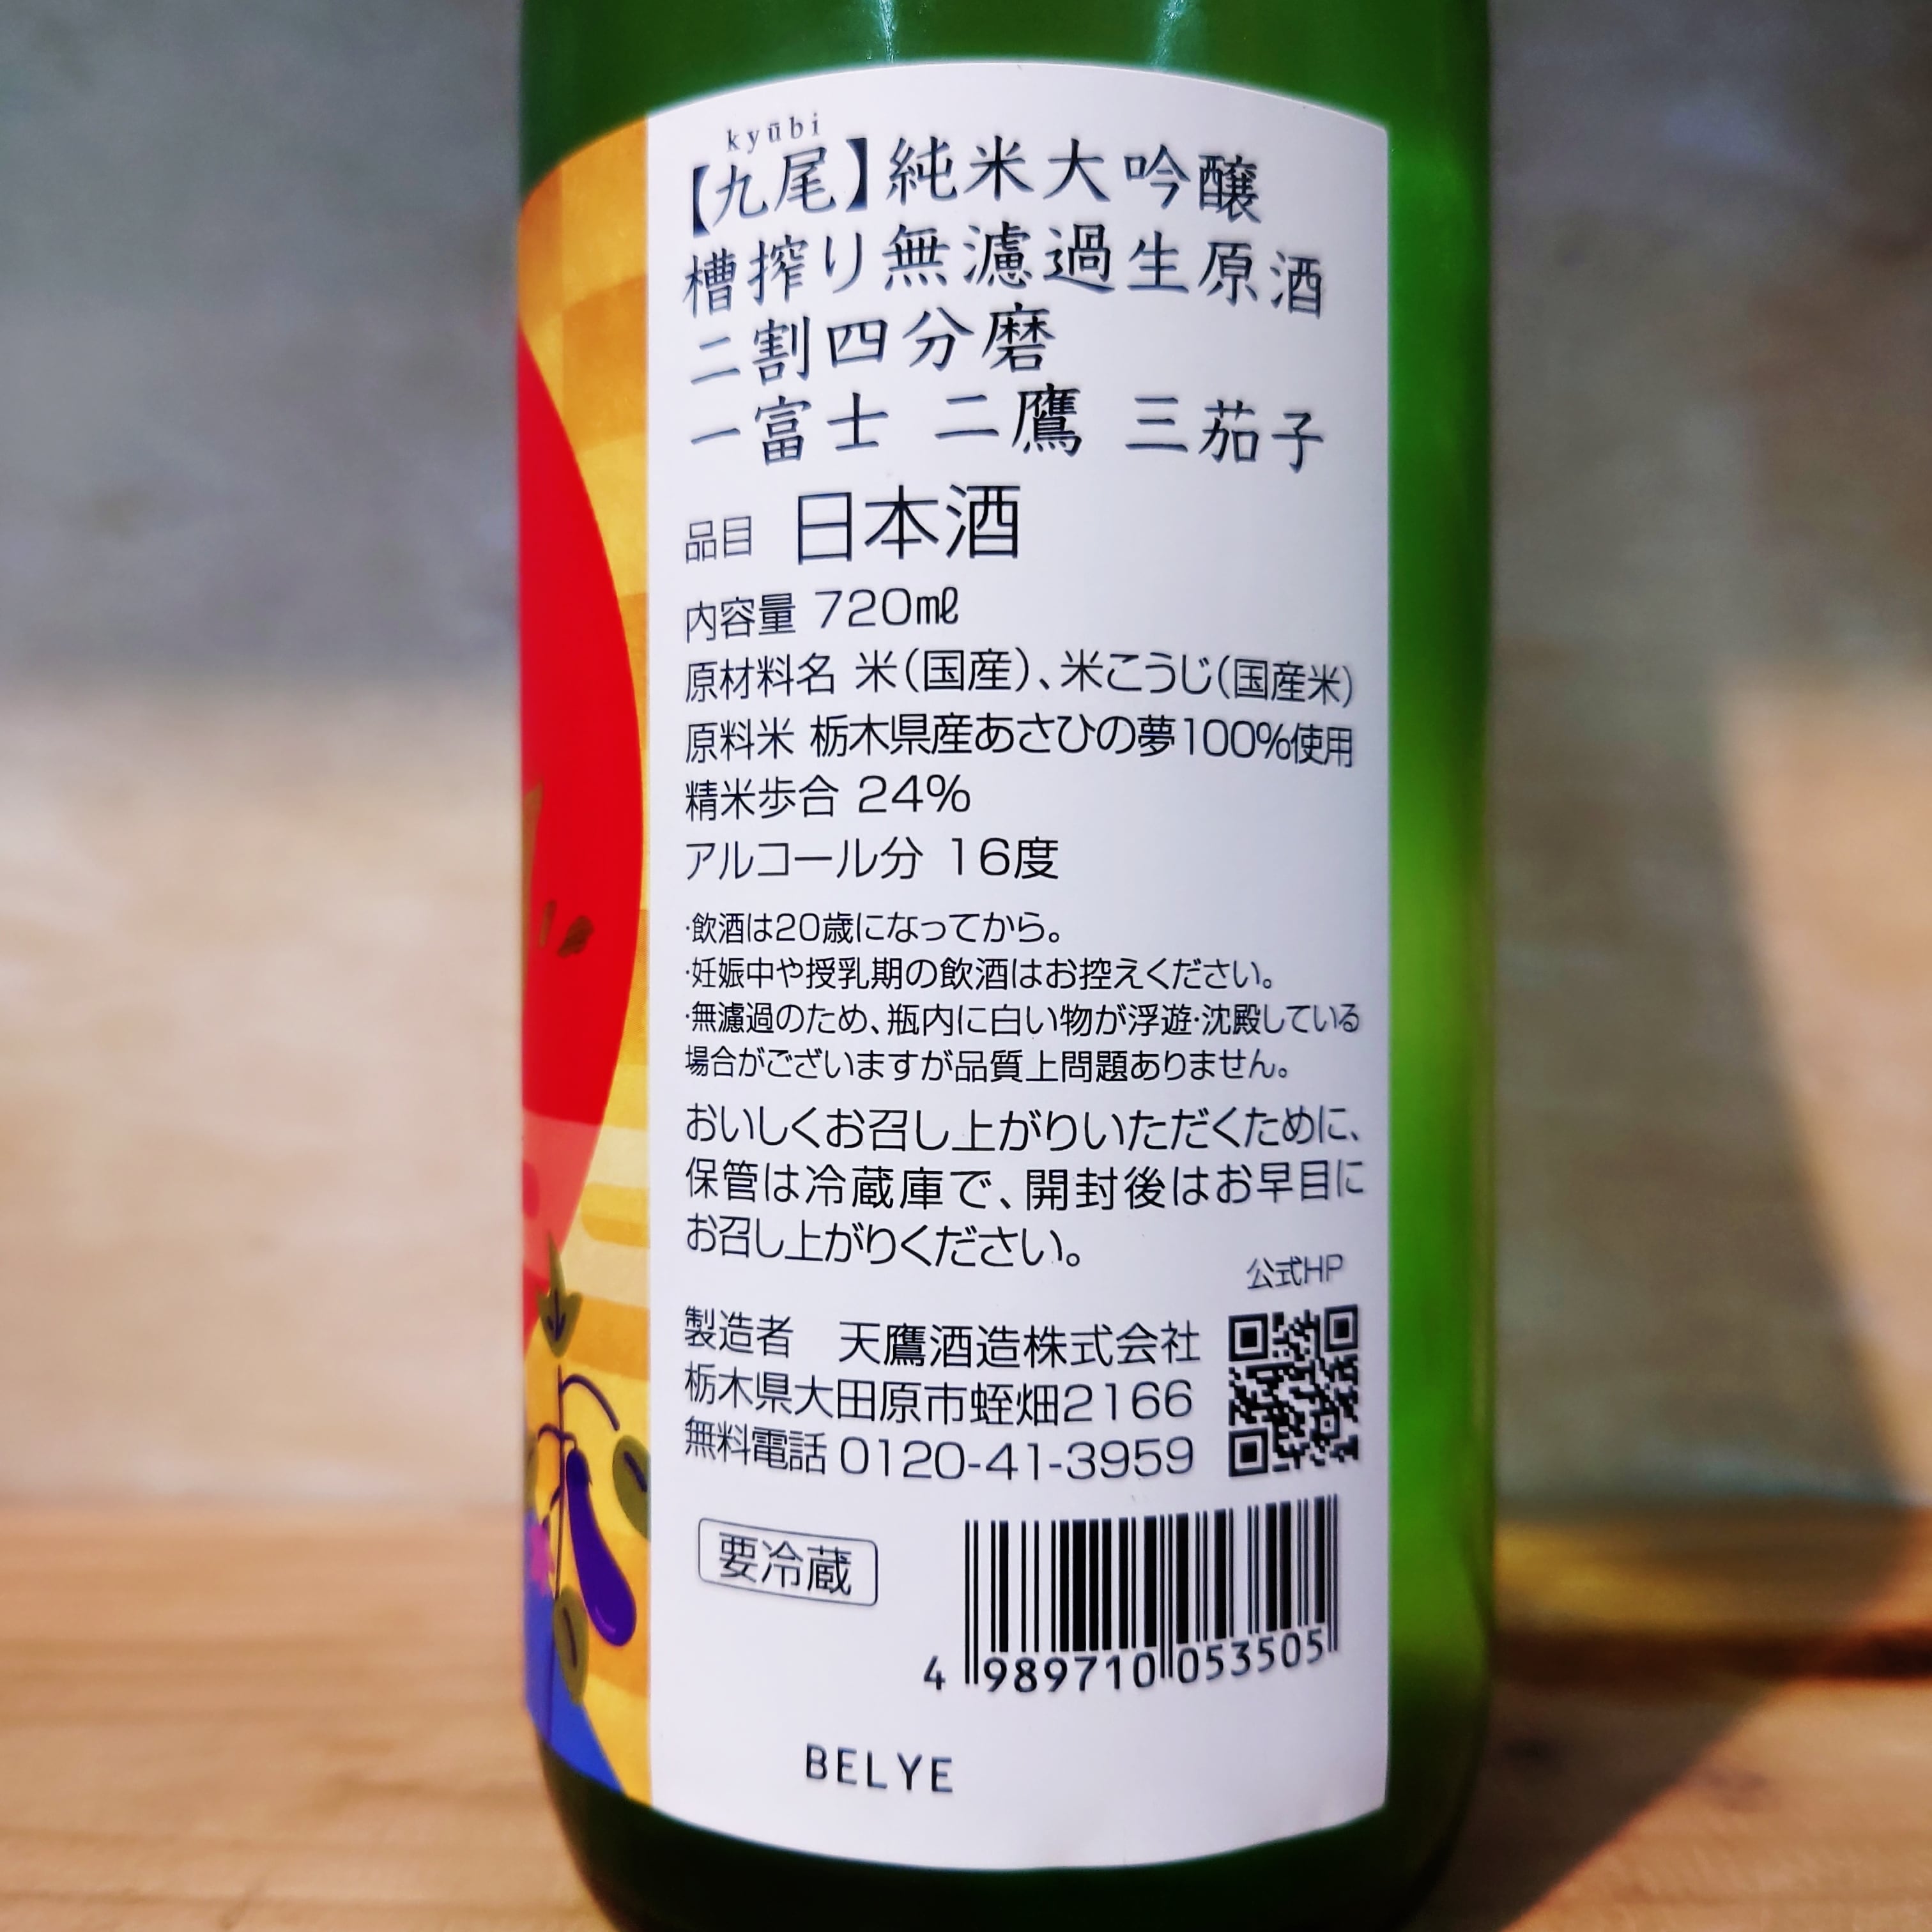 kyūbi
【九尾】純米大吟醸
槽搾り無濾過生原酒
二割四分磨
一富士 二鷹 三茄子
品目 日本酒
内容量 720㎖
原材料名 米(国産)、米こうじ(国産米)
原料米 栃木県産あさひの夢100%使用
精米歩合 24%
アルコール分 16度
・飲酒は20歳になってから。
・妊娠中や授乳期の飲酒はお控えください。
・無濾過のため、瓶内に白い物が浮遊・沈殿している
場合がございますが品質上問題ありません。
おいしくお召し上がりいただくために、
保管は冷蔵庫で、開封後はお早目に
お召し上がりください。
公式HP
製造者 天鷹酒造株式会社
栃木県大田原市蛭畑2166
無料電話 0120-41-3959
要冷蔵
4 989710 053505
BELYE